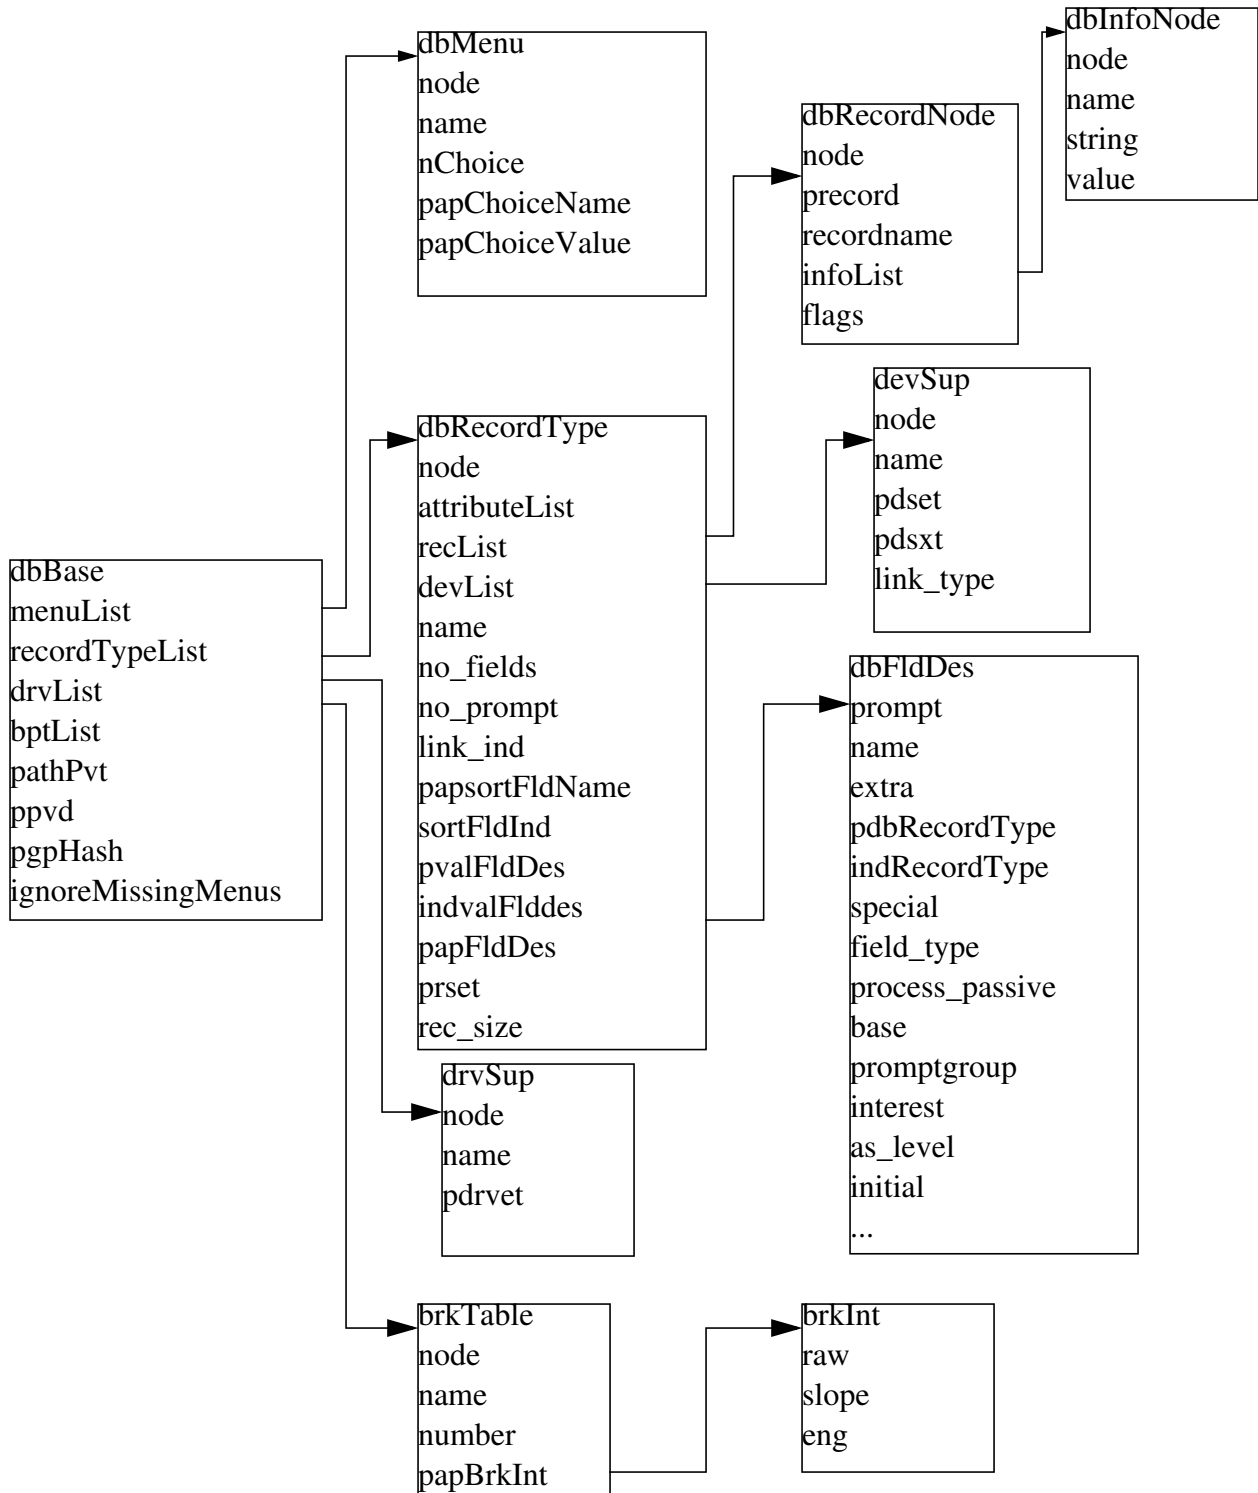 dbBase
menuList
recordTypeList
drvList
bptList
pathPvt
ppvd
pgpHash
ignoreMissingMenus
dbMenu
node
name
nChoice
papChoiceName
papChoiceValue
dbRecordType
node
attributeList
recList
devList
name
no_fields
no_prompt
link_ind
papsortFldName
sortFldInd
pvalFldDes
indvalFlddes
papFldDes
prset
rec_size
drvSup
node
name
pdrvet
brkTable
node
name
number
papBrkInt
dbRecordNode
node
precord
recordname
infoList
flags
dbInfoNode
node
name
string
value
devSup
node
name
pdset
pdsxt
link_type
dbFldDes
prompt
name
extra
pdbRecordType
indRecordType
special
field_type
process_passive
base
promptgroup
interest
as_level
initial
...
brkInt
raw
slope
eng